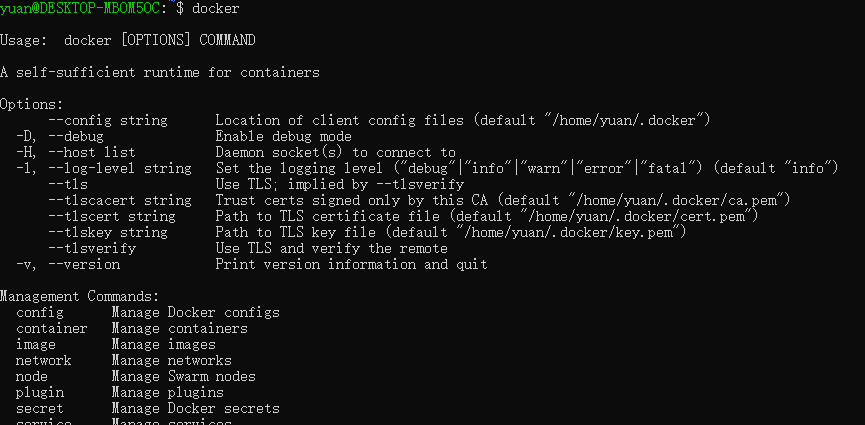 yuan@DESKTOP-MBOM5OC:~$ docker
Usage:  docker [OPTIONS] COMMAND
A self-sufficient runtime for containers
Options:
      --config string      Location of client config files (default "/home/yuan/.docker")
  -D, --debug              Enable debug mode
  -H, --host list          Daemon socket(s) to connect to
  -l, --log-level string   Set the logging level ("debug"|"info"|"warn"|"error"|"fatal") (default "info")
      --tls                Use TLS; implied by --tlsverify
      --tlscacert string   Trust certs signed only by this CA (default "/home/yuan/.docker/ca.pem")
      --tlscert string     Path to TLS certificate file (default "/home/yuan/.docker/cert.pem")
      --tlskey string      Path to TLS key file (default "/home/yuan/.docker/key.pem")
      --tlsverify          Use TLS and verify the remote
  -v, --version            Print version information and quit
Management Commands:
  config      Manage Docker configs
  container   Manage containers
  image       Manage images
  network     Manage networks
  node        Manage Swarm nodes
  plugin      Manage plugins
  secret      Manage Docker secrets
  service     Manage services